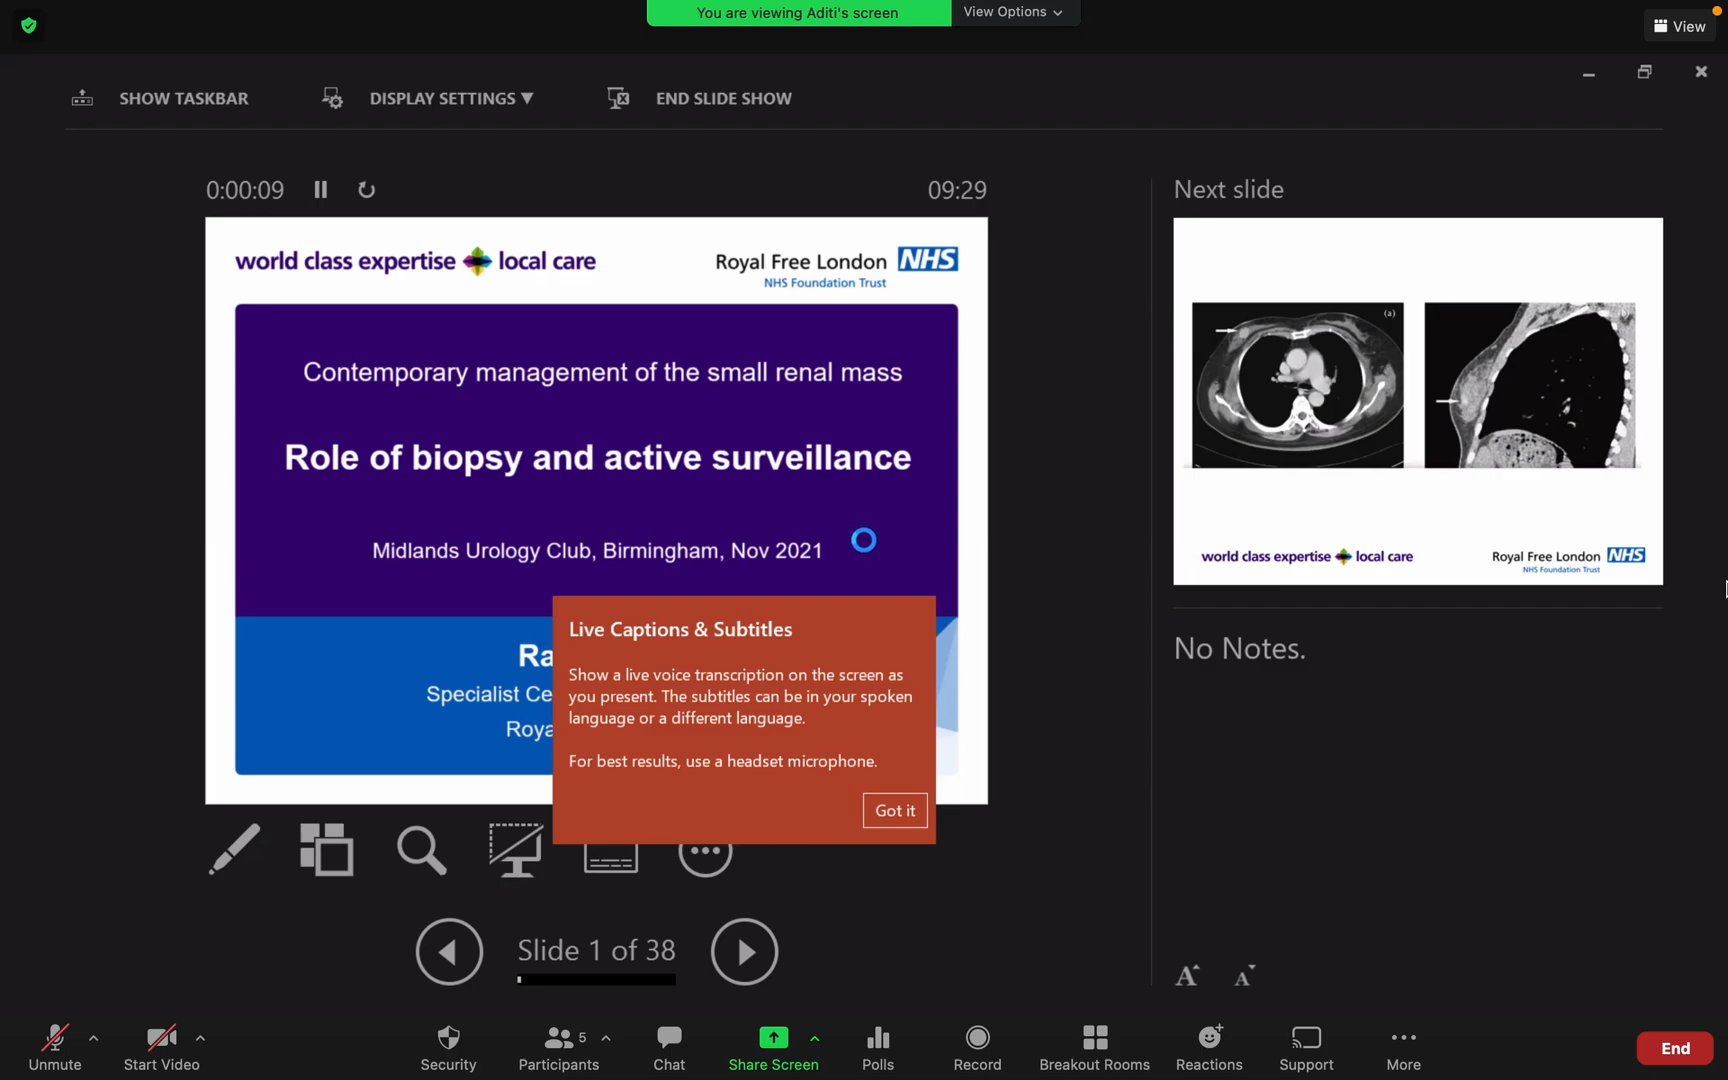 You are viewing Aditi's screen
View Options
View
SHOW TASKBAR
DISPLAY SETTINGS
END SLIDE SHOW
0:00:09
09:29
world class expertise local care
Royal Free London NHS
NHS Foundation Trust
Contemporary management of the small renal mass
Role of biopsy and active surveillance
Midlands Urology Club, Birmingham, Nov 2021
Ra
Specialist Ce
Roya
Live Captions & Subtitles
Show a live voice transcription on the screen as
you present. The subtitles can be in your spoken
language or a different language.
For best results, use a headset microphone.
Got it
Slide 1 of 38
Next slide
(a)
world class expertise local care
Royal Free London NHS
NHS Foundation Trust
No Notes.
A A
Unmute
Start Video
Security
5
Participants
Chat
Share Screen
Polls
Record
Breakout Rooms
Reactions
Support
More
End